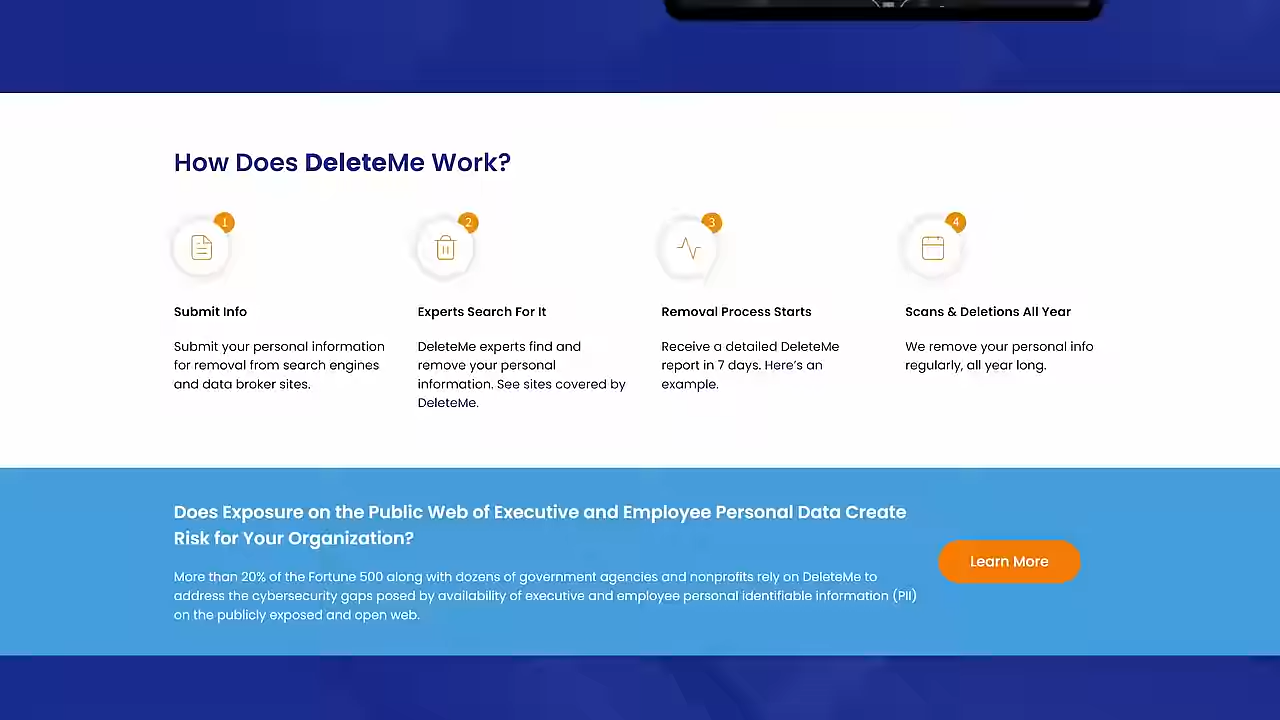 How Does DeleteMe Work?
1
2
3
4
Submit Info
Submit your personal information
for removal from search engines
and data broker sites.
Experts Search For It
DeleteMe experts find and
remove your personal
information. See sites covered by
DeleteMe.
Removal Process Starts
Receive a detailed DeleteMe
report in 7 days. Here's an
example.
Scans & Deletions All Year
We remove your personal info
regularly, all year long.
Does Exposure on the Public Web of Executive and Employee Personal Data Create
Risk for Your Organization?
More than 20% of the Fortune 500 along with dozens of government agencies and nonprofits rely on DeleteMe to
address the cybersecurity gaps posed by availability of executive and employee personal identifiable information (PII)
on the publicly exposed and open web.
Learn More